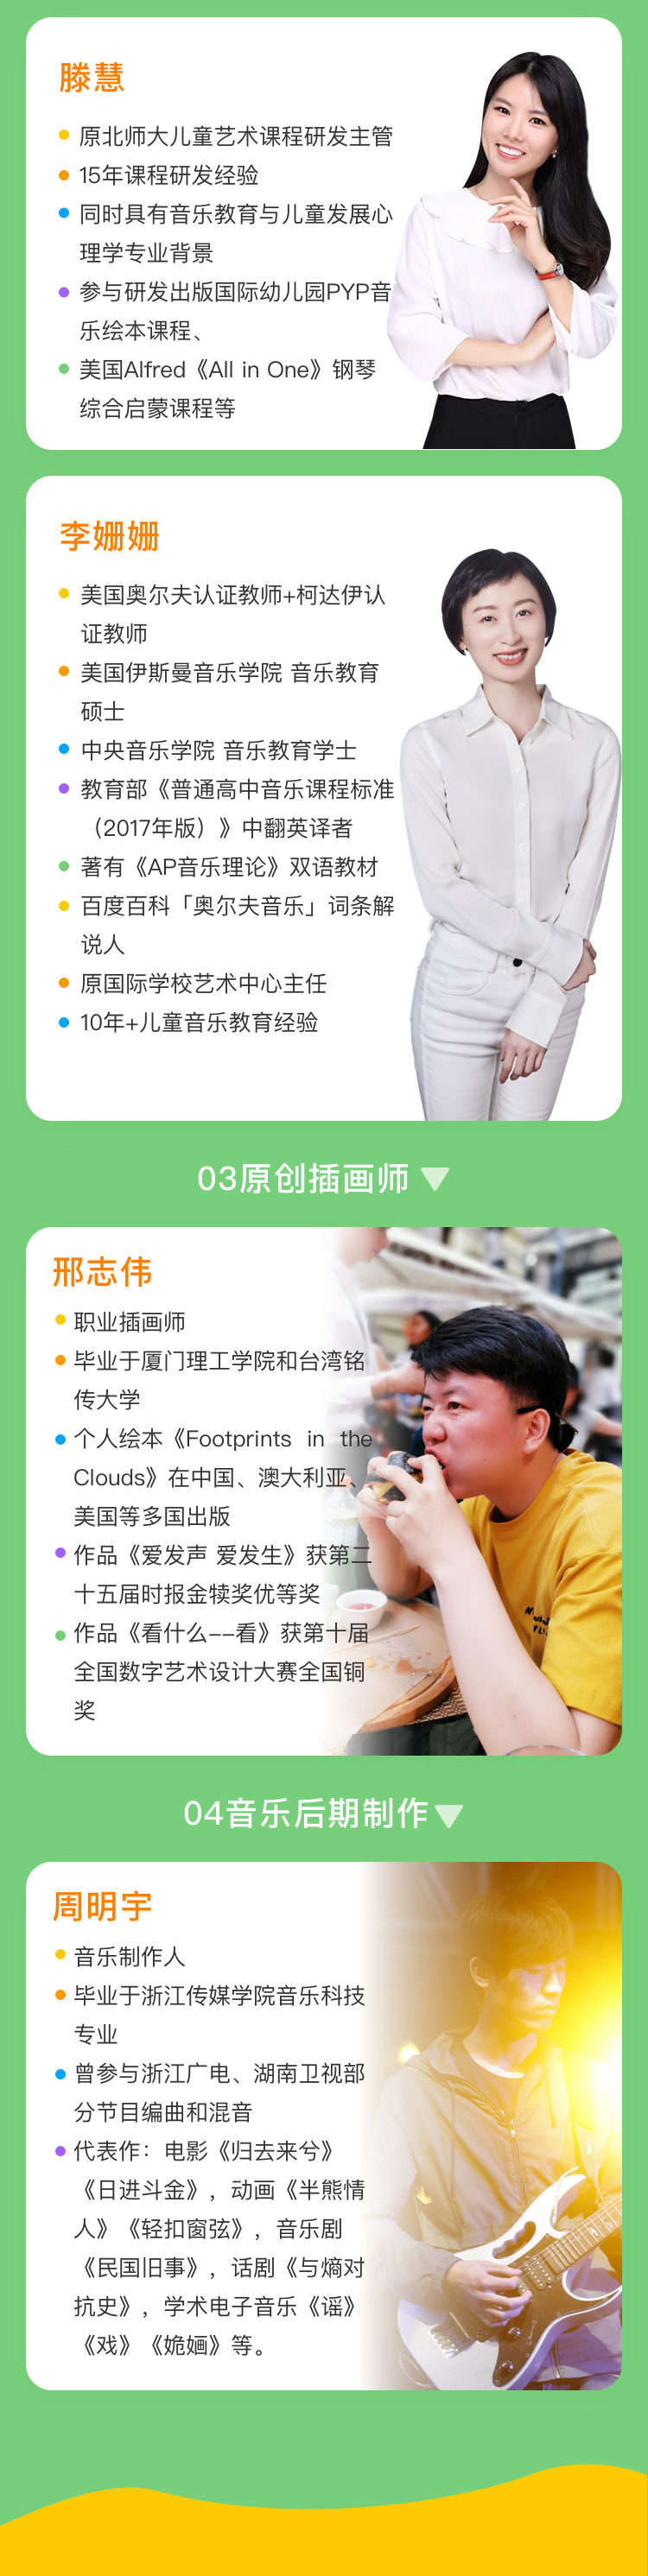 滕慧
原北师大儿童艺术课程研发主管
15年课程研发经验
同时具有音乐教育与儿童发展心
理学专业背景
参与研发出版国际幼儿园PYP音
乐绘本课程、
美国Alfred《All in One》钢琴
综合启蒙课程等
李姗姗
美国奥尔夫认证教师+柯达伊认
证教师
美国伊斯曼音乐学院 音乐教育
硕士
中央音乐学院 音乐教育学士
教育部《普通高中音乐课程标准
（2017年版）》中翻英译者
著有《AP音乐理论》双语教材
百度百科「奥尔夫音乐」词条解
说人
原国际学校艺术中心主任
10年+儿童音乐教育经验
03原创插画师
邢志伟
职业插画师
毕业于厦门理工学院和台湾铭
传大学
个人绘本《Footprints in the
Clouds》在中国、澳大利亚、
美国等多国出版
作品《爱发声 爱发生》获第二
十五届时报金犊奖优等奖
作品《看什么--看》获第十届
全国数字艺术设计大赛全国铜
奖
04音乐后期制作
周明宇
音乐制作人
毕业于浙江传媒学院音乐科技
专业
曾参与浙江广电、湖南卫视部
分节目编曲和混音
代表作：电影《归去来兮》
《日进斗金》，动画《半熊情
人》《轻扣窗弦》，音乐剧
《民国旧事》，话剧《与熵对
抗史》，学术电子音乐《谣》
《戏》《姽婳》等。